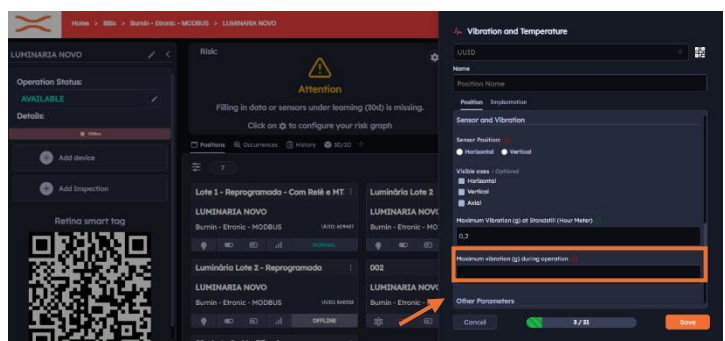 Home > Bllix > Burnin - Etronic - MODBUS > LUMINARIA NOVO
LUMINARIA NOVO
Operation Status:
AVAILABLE
Details:
Offline
Add device
Add Inspection
Retina smart tag
Risk:
Attention
Filling in data or sensors under learning (30d) is missing.
Click on to configure your risk graph
Positions
Occurrences
History
3D/2D
7
Lote 1 - Reprogramada - Com Relé e MT
LUMINARIA NOVO
Burnin - Etronic - MODBUS
NORMAL
Luminária Lote 2
LUMINARIA NOVO
Burnin - Etronic - MO
Luminária Lote 2 - Reprogramada
LUMINARIA NOVO
Burnin - Etronic - MODBUS
OFFLINE
002
LUMINARIA NOVO
Burnin - Etronic -
Vibration and Temperature
UUID
Name
Position Name
Position Implantation
Sensor and Vibration
Sensor Position:
Horizontal Vertical
Visible axes - Optional
Horizontal
Vertical
Axial
Maximum Vibration (g) at Standstill (Hour Meter)
0,2
Maximum vibration (g) during operation
Other Parameters
Cancel
3 / 21
Save